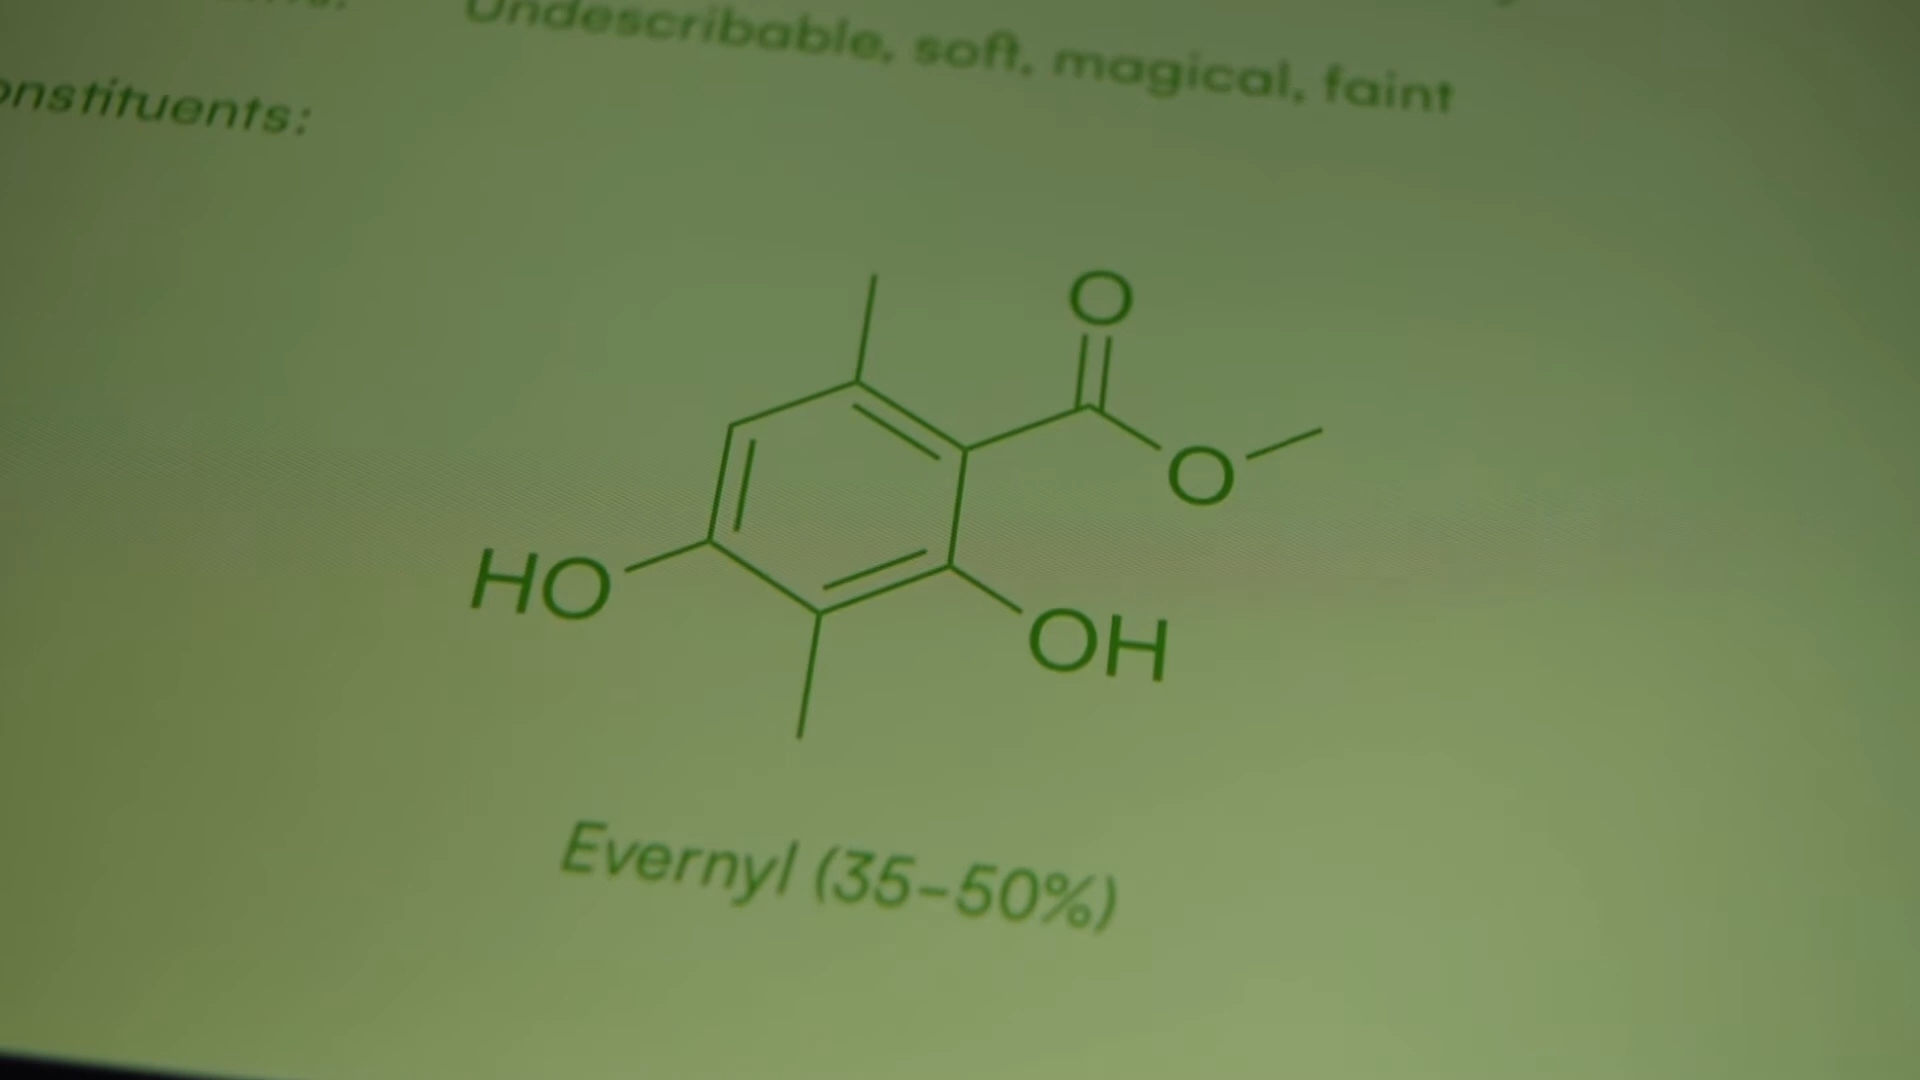 Undescribable, soft, magical, faint
onstituents:
O
O
HO
OH
Evernyl (35–50%)